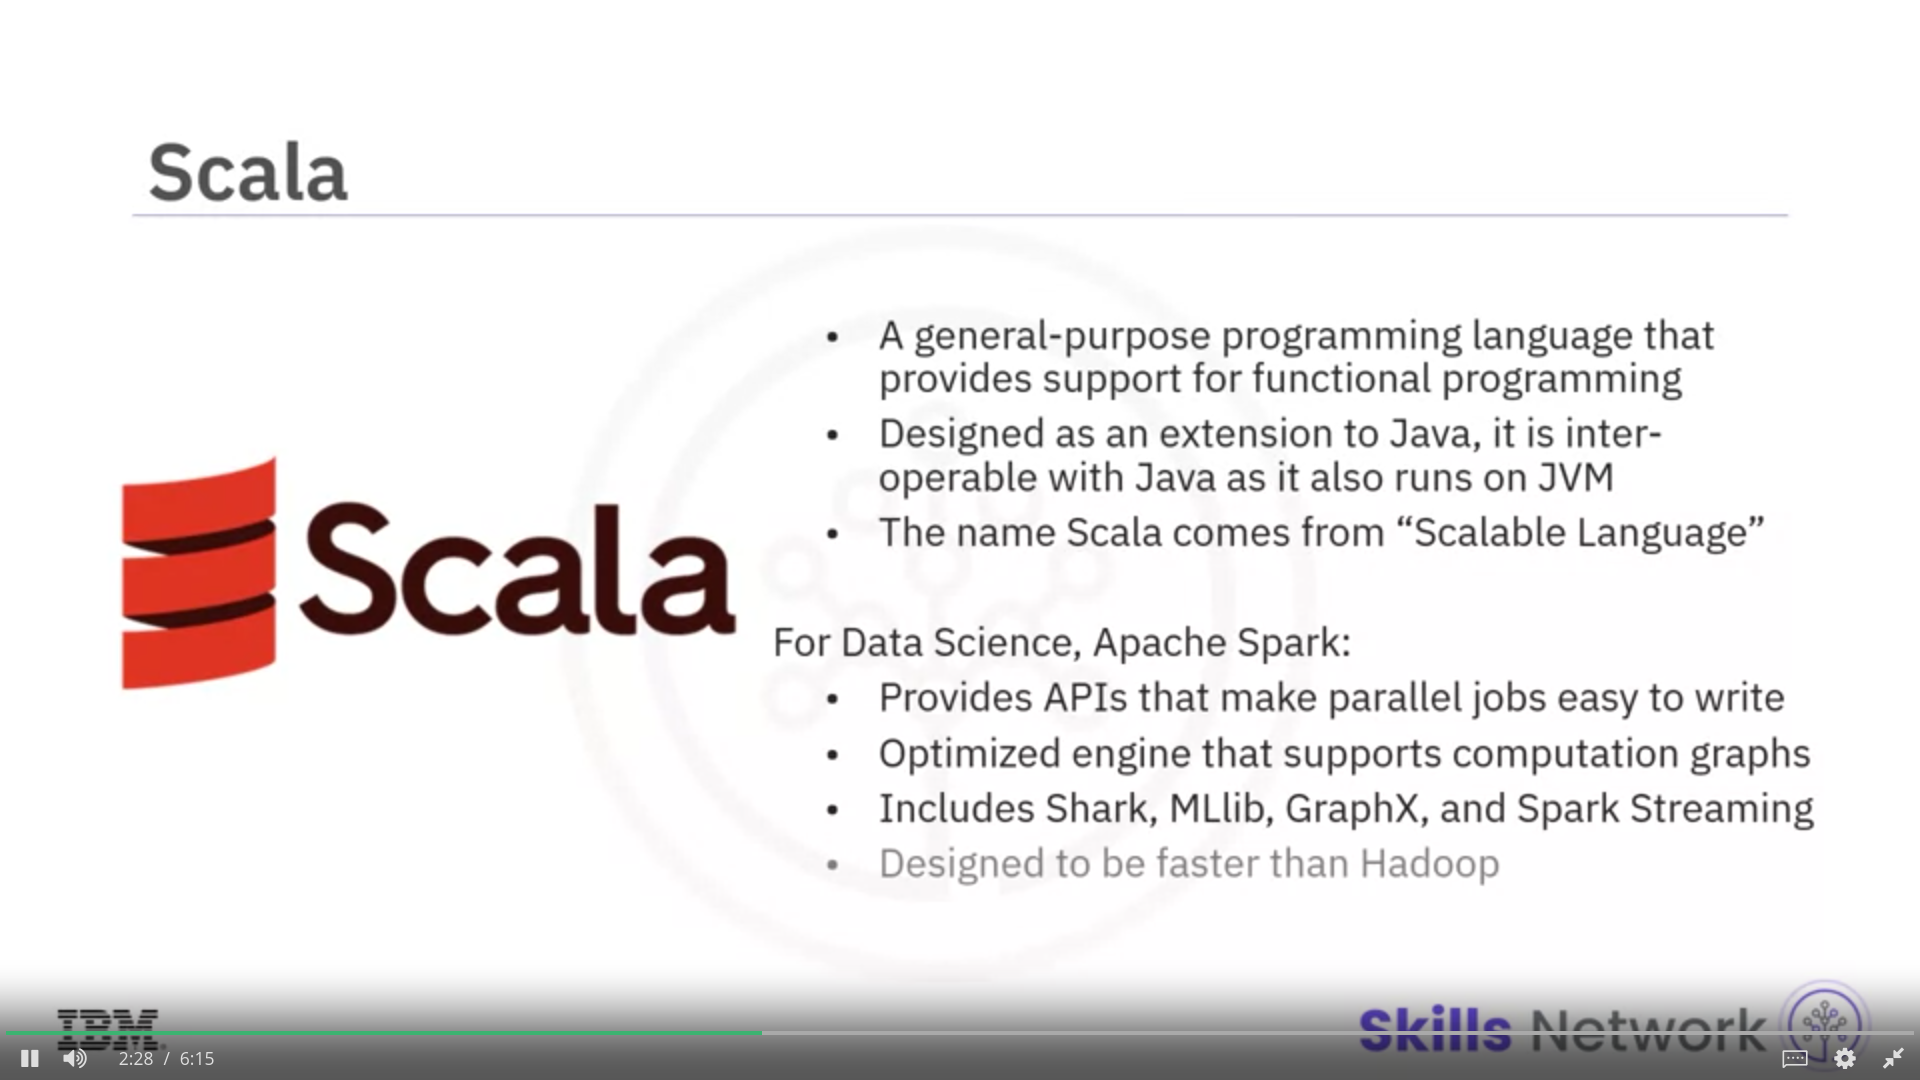 Scala
Scala
• A general-purpose programming language that
provides support for functional programming
• Designed as an extension to Java, it is inter-
operable with Java as it also runs on JVM
• The name Scala comes from “Scalable Language”
For Data Science, Apache Spark:
• Provides APIs that make parallel jobs easy to write
• Optimized engine that supports computation graphs
• Includes Shark, MLlib, GraphX, and Spark Streaming
• Designed to be faster than Hadoop
IBM
Skills Network
2:28 / 6:15